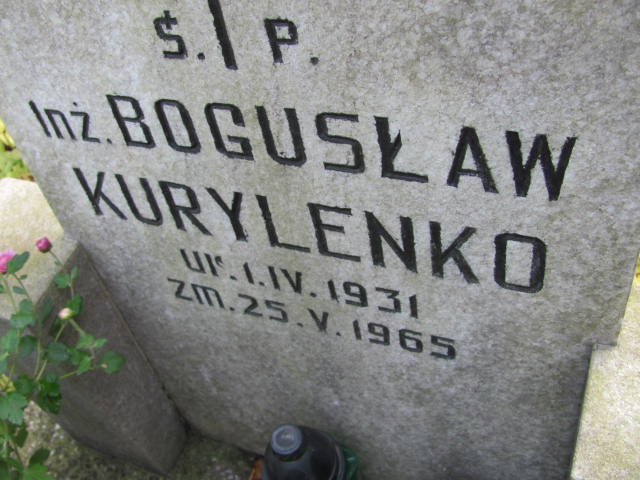 Ś. P.
Inż. BOGUSŁAW
KURYLENKO
ur. 1. IV. 1931
zm. 25. V. 1965